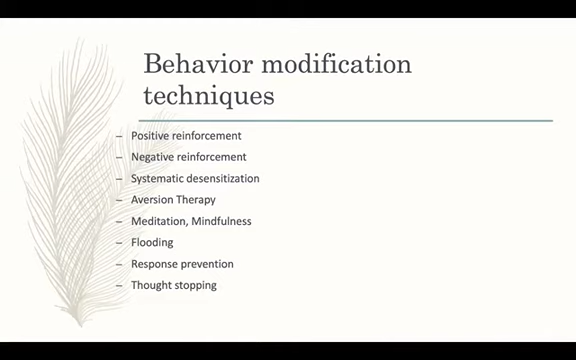 Behavior modification
techniques
– Positive reinforcement
– Negative reinforcement
– Systematic desensitization
– Aversion Therapy
– Meditation, Mindfulness
– Flooding
– Response prevention
– Thought stopping